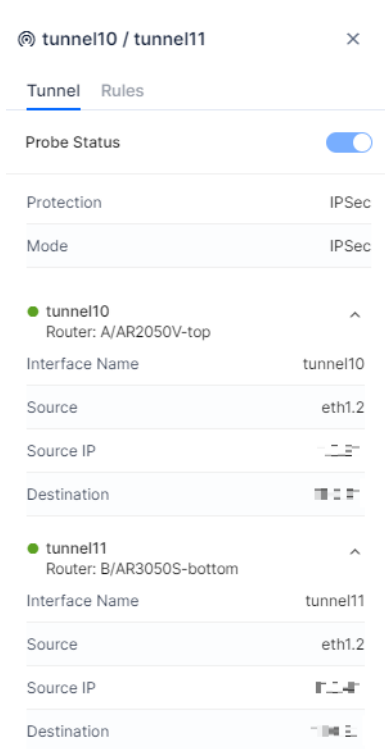 tunnel10 / tunnel11
Tunnel Rules
Probe Status
Protection IPSec
Mode IPSec
tunnel10
Router: A/AR2050V-top
Interface Name tunnel10
Source eth1.2
Source IP
Destination
tunnel11
Router: B/AR3050S-bottom
Interface Name tunnel11
Source eth1.2
Source IP
Destination